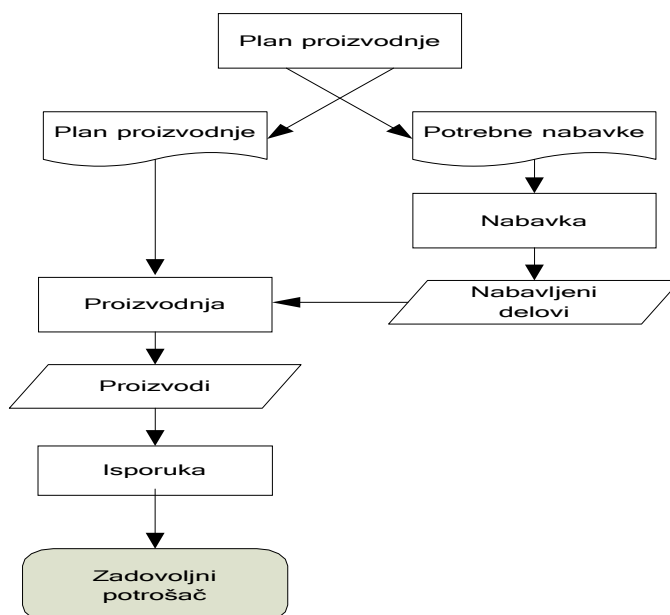 Plan proizvodnje
Plan proizvodnje
Potrebne nabavke
Nabavka
Nabavljeni
delovi
Proizvodnja
Proizvodi
Isporuka
Zadovoljni
potrošač